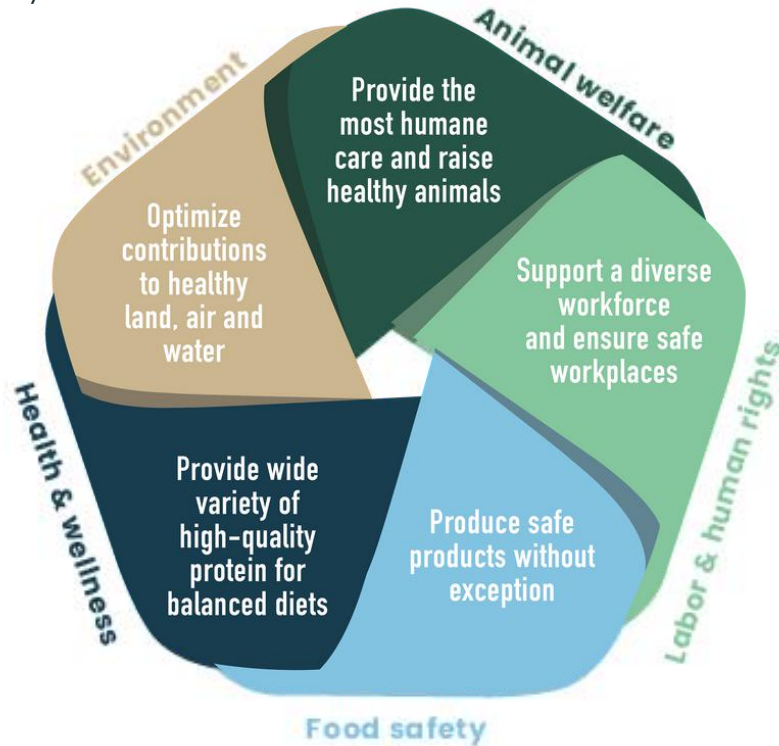 Environment
Optimize
contributions
to healthy
land, air and
water
Animal welfare
Provide the
most humane
care and raise
healthy animals
Labor & human rights
Support a diverse
workforce
and ensure safe
workplaces
Food safety
Produce safe
products without
exception
Health & wellness
Provide wide
variety of
high-quality
protein for
balanced diets